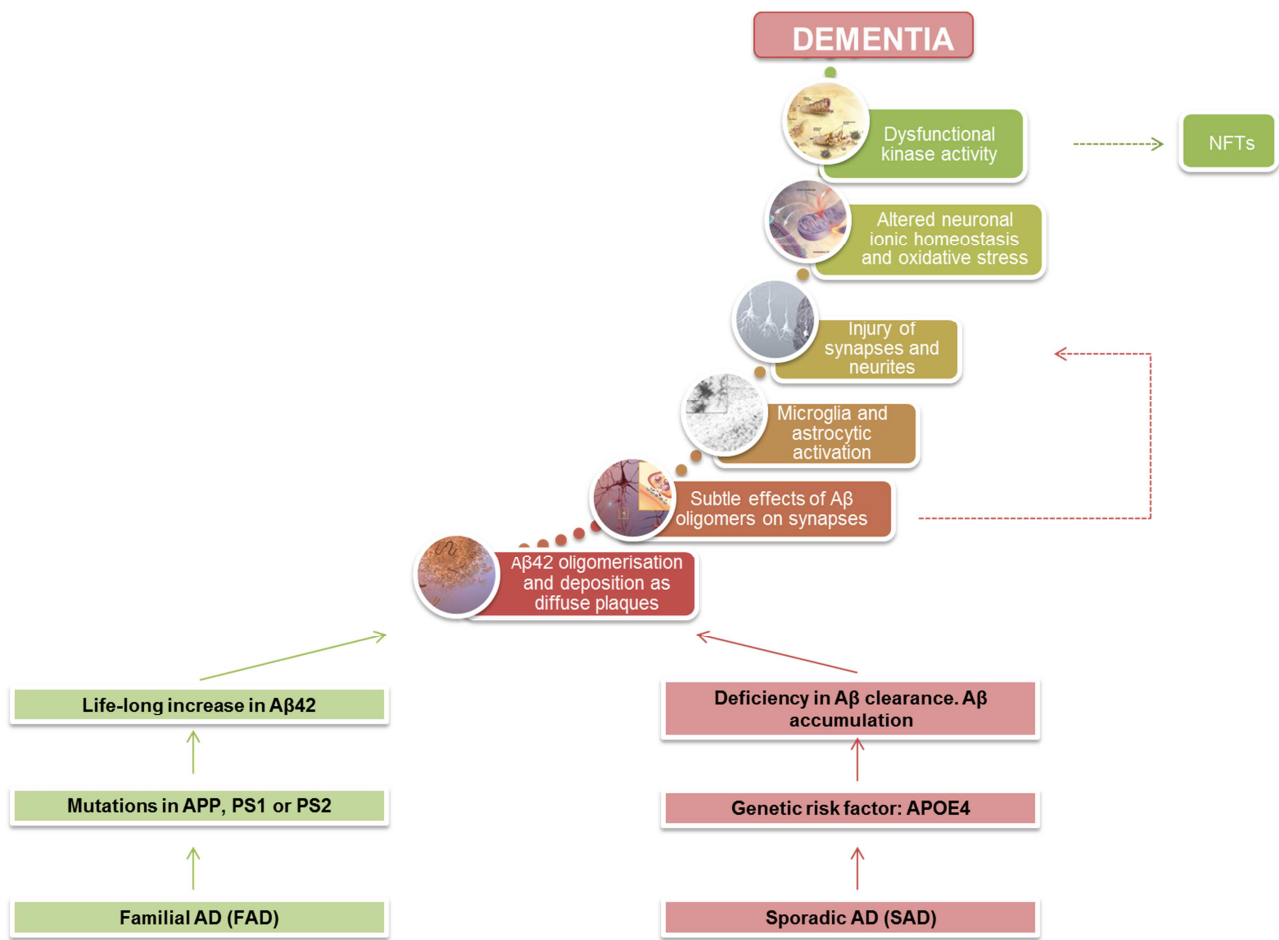 DEMENTIA
Dysfunctional
kinase activity
NFTs
Altered neuronal
ionic homeostasis
and oxidative stress
Injury of
synapses and
neurites
Microglia and
astrocytic
activation
Subtle effects of Aβ
oligomers on synapses
Aβ42 oligomerisation
and deposition as
diffuse plaques
Life-long increase in Aβ42
Deficiency in Aβ clearance. Aβ
accumulation
Mutations in APP, PS1 or PS2
Genetic risk factor: APOE4
Familial AD (FAD)
Sporadic AD (SAD)